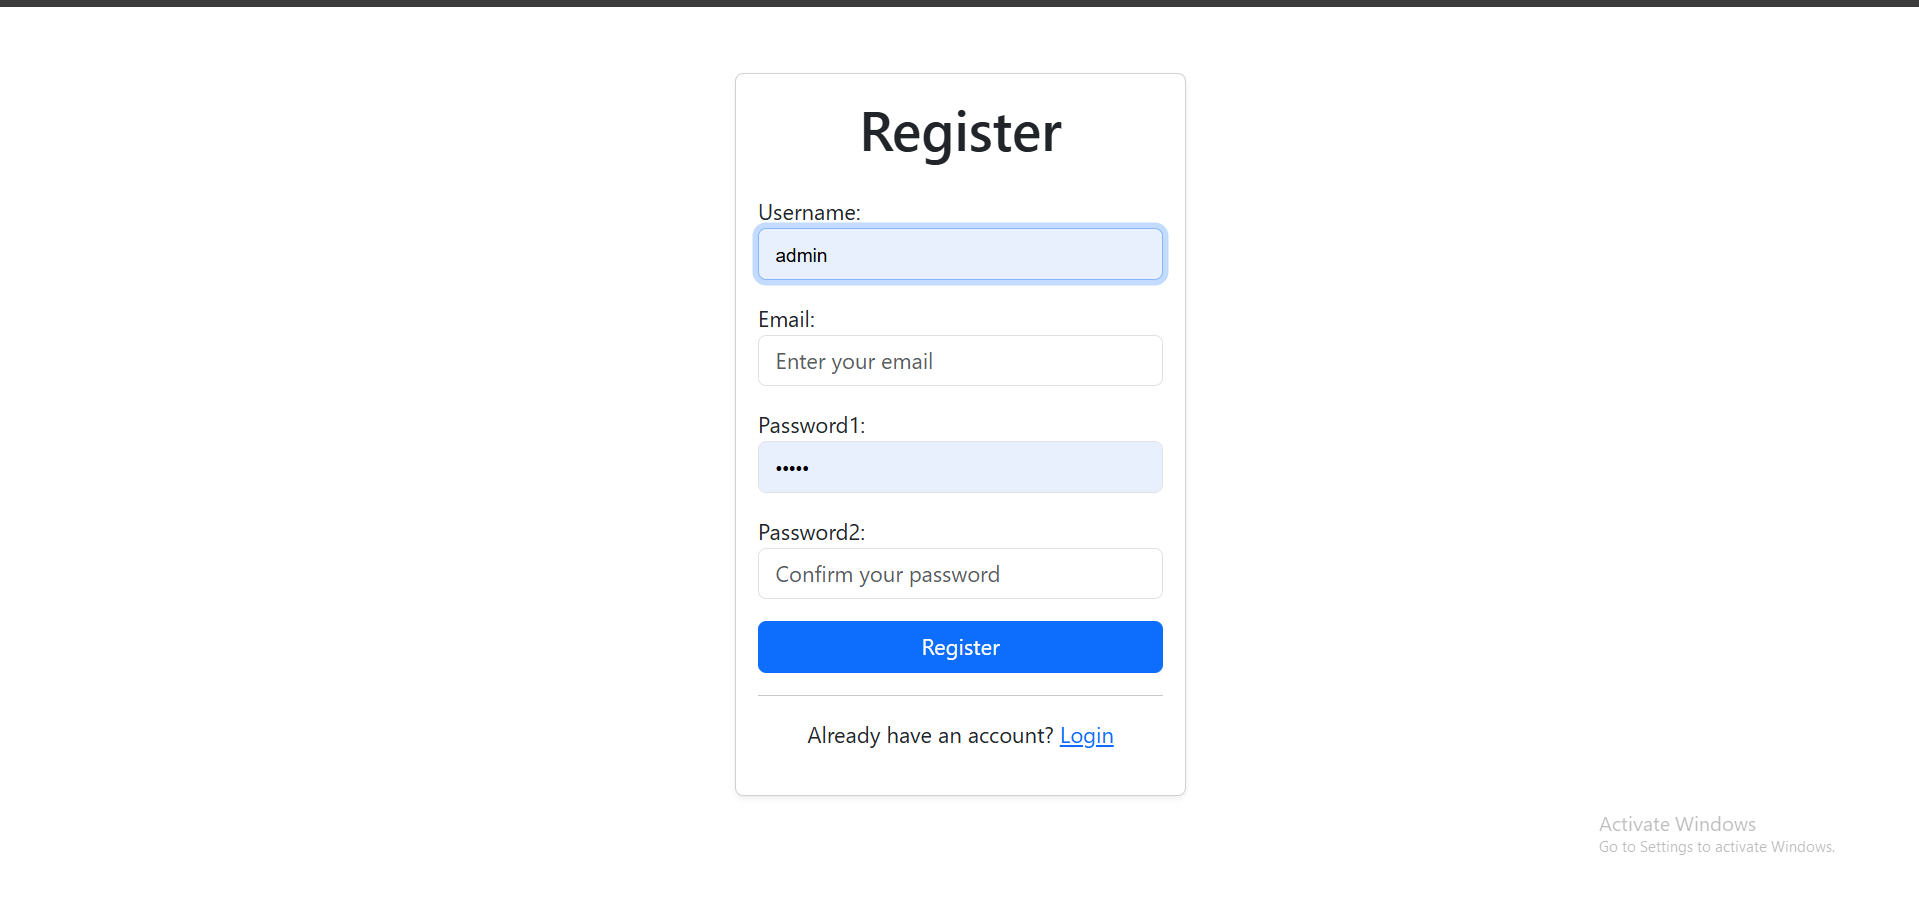 Register
Username:
admin
Email:
Enter your email
Password1:
•••••
Password2:
Confirm your password
Register
Already have an account? Login
Activate Windows
Go to Settings to activate Windows.